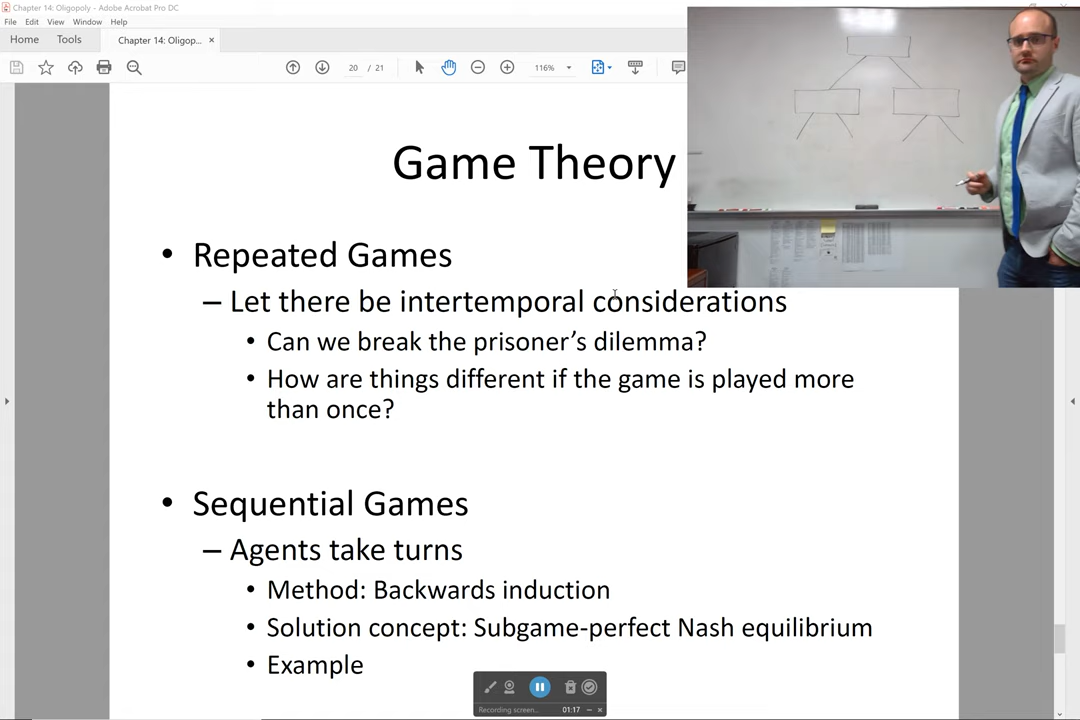 Chapter 14: Oligopoly - Adobe Acrobat Pro DC
File Edit View Window Help
Home Tools Chapter 14: Oligop... ×
20 / 21 116%
Game Theory
• Repeated Games
– Let there be intertemporal considerations
• Can we break the prisoner’s dilemma?
• How are things different if the game is played more
than once?
• Sequential Games
– Agents take turns
• Method: Backwards induction
• Solution concept: Subgame-perfect Nash equilibrium
• Example
Recording screen... 01:17